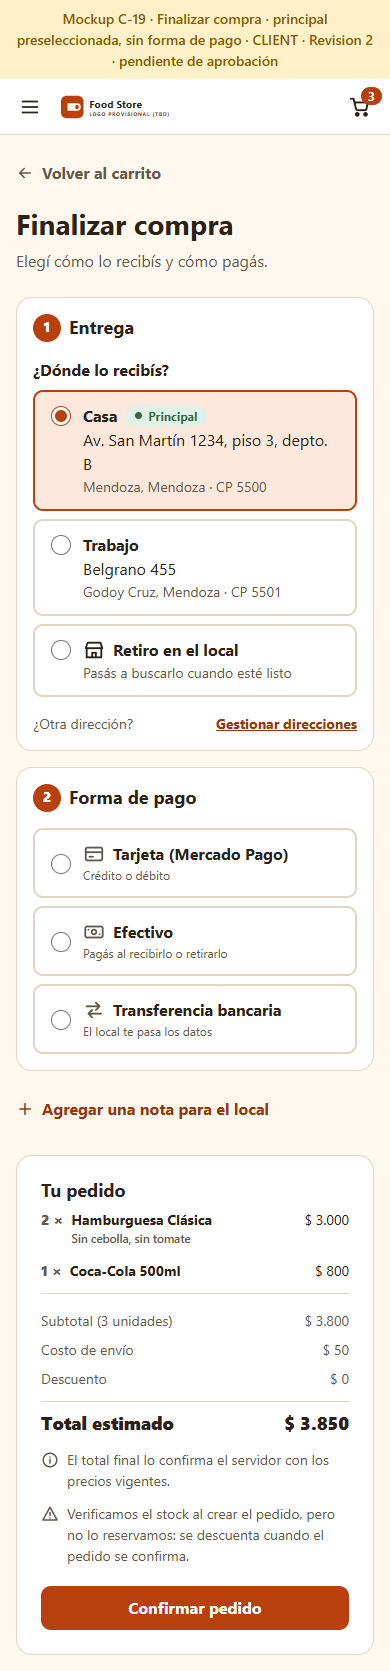 Mockup C-19 · Finalizar compra · principal
preseleccionada, sin forma de pago · CLIENT · Revision 2
· pendiente de aprobación
Food Store
LOGO PROVISIONAL (TBD)
3
Volver al carrito
Finalizar compra
Elegí cómo lo recibís y cómo pagás.
1 Entrega
¿Dónde lo recibís?
Casa Principal
Av. San Martín 1234, piso 3, depto.
B
Mendoza, Mendoza · CP 5500
Trabajo
Belgrano 455
Godoy Cruz, Mendoza · CP 5501
Retiro en el local
Pasás a buscarlo cuando esté listo
¿Otra dirección? Gestionar direcciones
2 Forma de pago
Tarjeta (Mercado Pago)
Crédito o débito
Efectivo
Pagás al recibirlo o retirarlo
Transferencia bancaria
El local te pasa los datos
Agregar una nota para el local
Tu pedido
2 × Hamburguesa Clásica $ 3.000
Sin cebolla, sin tomate
1 × Coca-Cola 500ml $ 800
Subtotal (3 unidades) $ 3.800
Costo de envío $ 50
Descuento $ 0
Total estimado $ 3.850
El total final lo confirma el servidor con los
precios vigentes.
Verificamos el stock al crear el pedido, pero
no lo reservamos: se descuenta cuando el
pedido se confirma.
Confirmar pedido